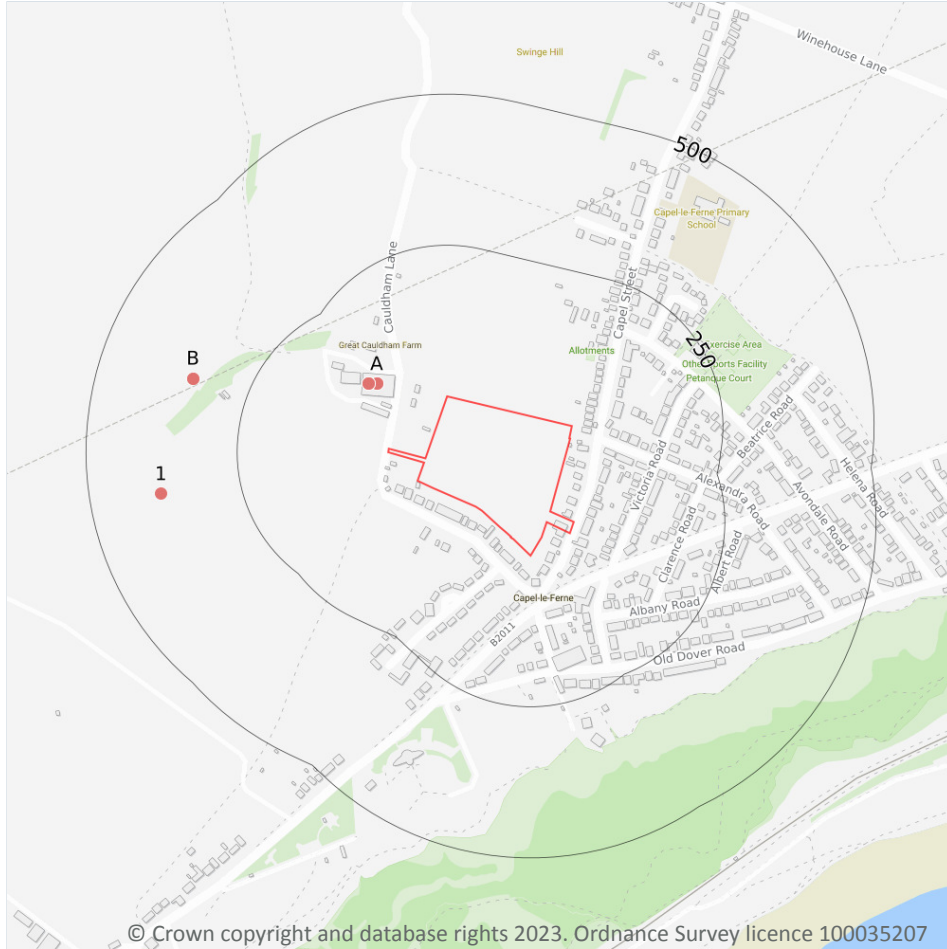 Swinge Hill
Winehouse Lane
500
Capel le Ferne Primary
School
Cauldham Lane
Capel Street
250
Great Cauldham Farm
Allotments
Exercise Area
Other Sports Facility
Petanque Court
B
A
1
Beatrice Road
Helena Road
Victoria Road
Alexandra Road
Avondale Road
Clarence Road
Albert Road
Capel-le-Ferne
Albany Road
B2011
Old Dover Road
© Crown copyright and database rights 2023. Ordnance Survey licence 100035207